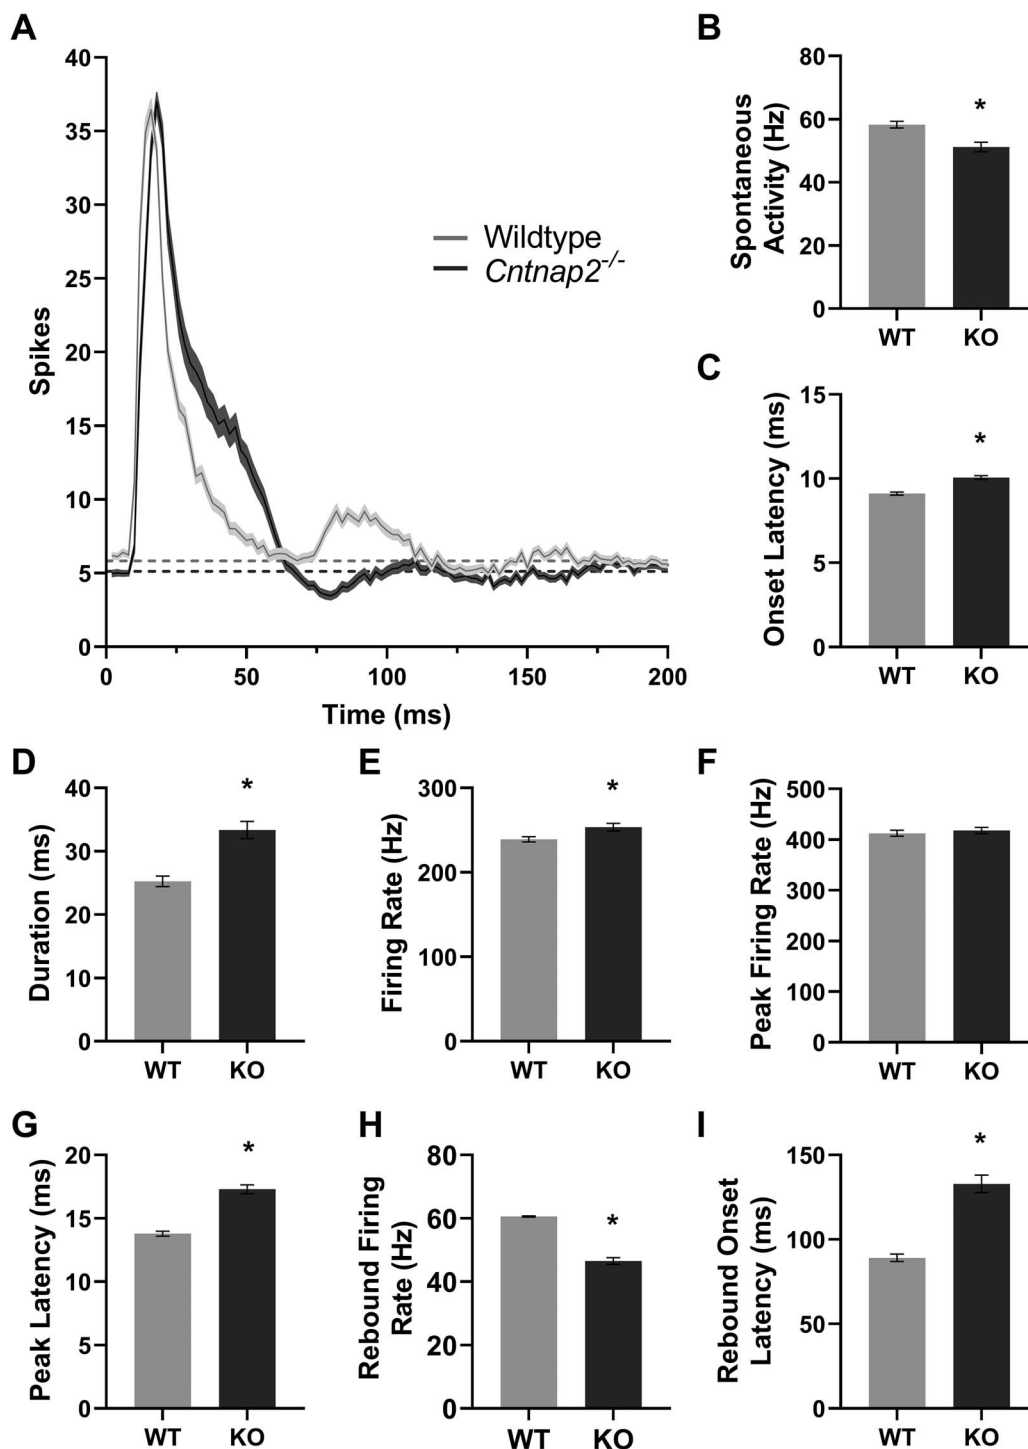 A
40
35
30
25
20
15
10
5
0
Spikes
0
50
100
150
200
Time (ms)
Wildtype
Cntnap2-/-
B
80
60
40
20
0
Spontaneous
Activity (Hz)
*
WT
KO
C
15
10
5
0
Onset Latency (ms)
*
WT
KO
D
40
30
20
10
0
Duration (ms)
*
WT
KO
E
300
200
100
0
Firing Rate (Hz)
*
WT
KO
F
500
400
300
200
100
0
Peak Firing Rate (Hz)
WT
KO
G
20
15
10
5
0
Peak Latency (ms)
*
WT
KO
H
80
60
40
20
0
Rebound Firing
Rate (Hz)
*
WT
KO
I
150
100
50
0
Rebound Onset
Latency (ms)
*
WT
KO